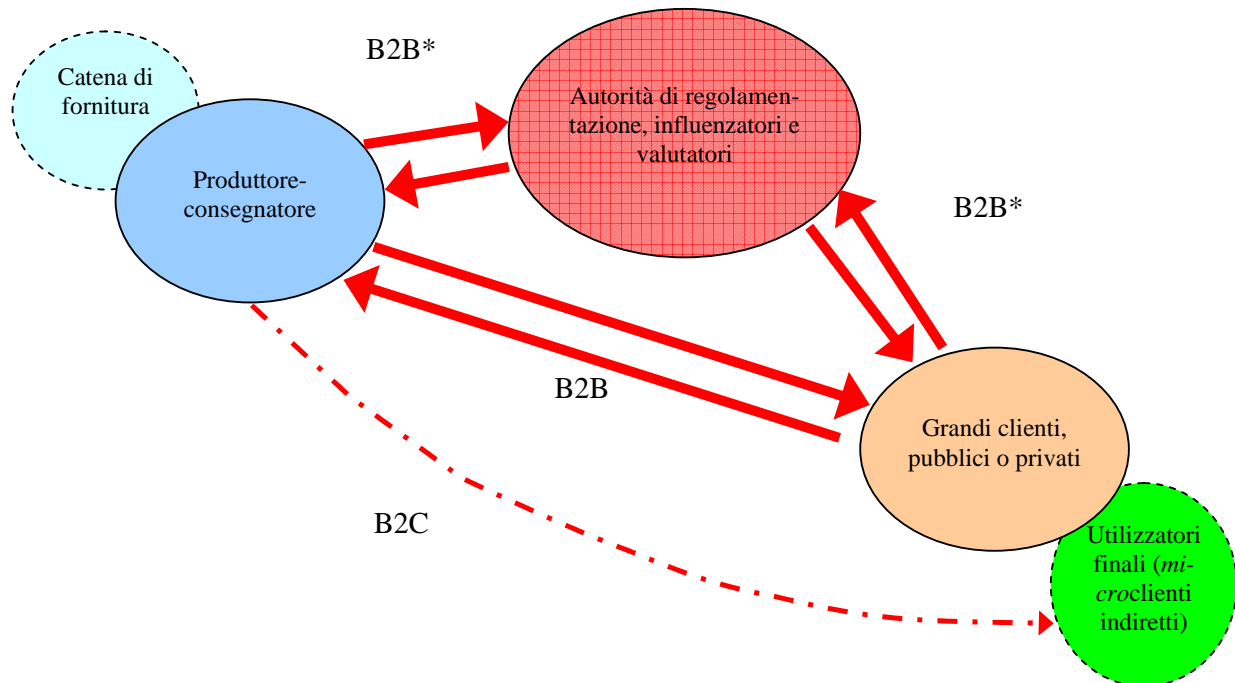 B2B*
Catena di
fornitura
Autorità di regolamen-
tazione, influenzatori e
valutatori
Produttore-
consegnatore
B2B*
B2B
Grandi clienti,
pubblici o privati
B2C
Utilizzatori
finali (mi-
croclienti
indiretti)